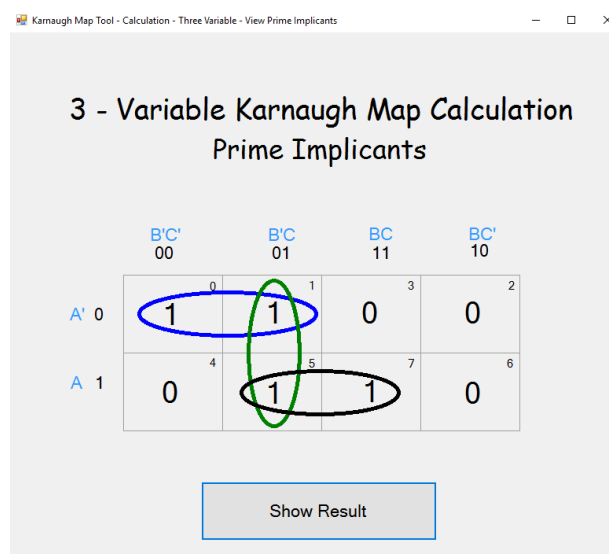 Karnaugh Map Tool - Calculation - Three Variable - View Prime Implicants
3 - Variable Karnaugh Map Calculation
Prime Implicants
B'C' B'C BC BC'
00 01 11 10
0 1 3 2
A' 0 1 1 0 0
4 5 7 6
A 1 0 1 1 0
Show Result